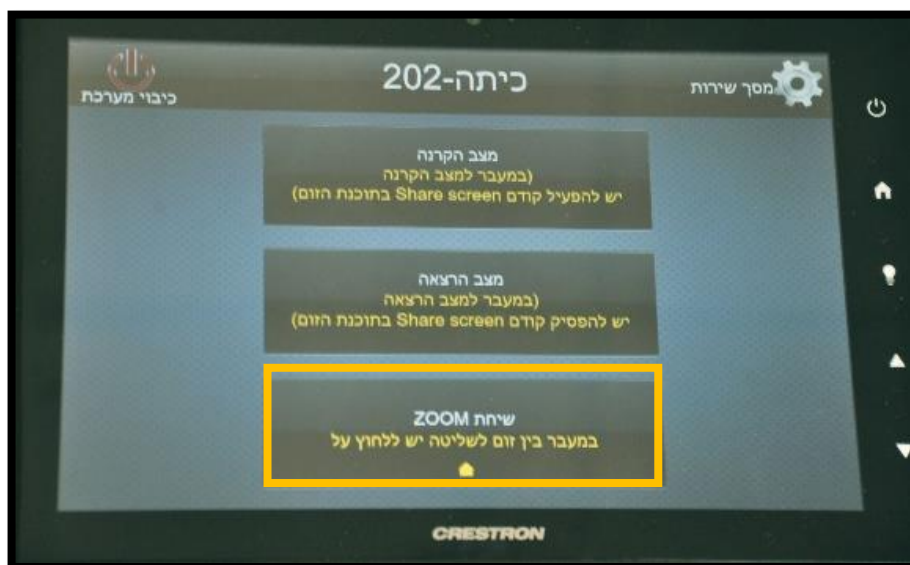 מסך שירות
כיתה-202
כיבוי מערכת
מצב הקרנה
(במעבר למצב הקרנה
יש להפעיל קודם Share screen בתוכנת הזום)
מצב הרצאה
(במעבר למצב הרצאה
יש להפסיק קודם Share screen בתוכנת הזום)
שיחת ZOOM
במעבר בין זום לשליטה יש ללחוץ על
CRESTRON